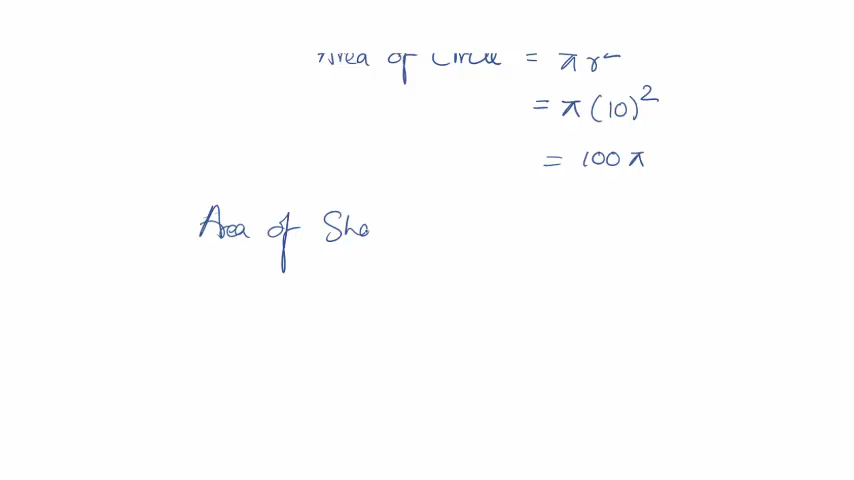 Area of Circle = πr²
= π(10)²
= 100π
Area of Sha